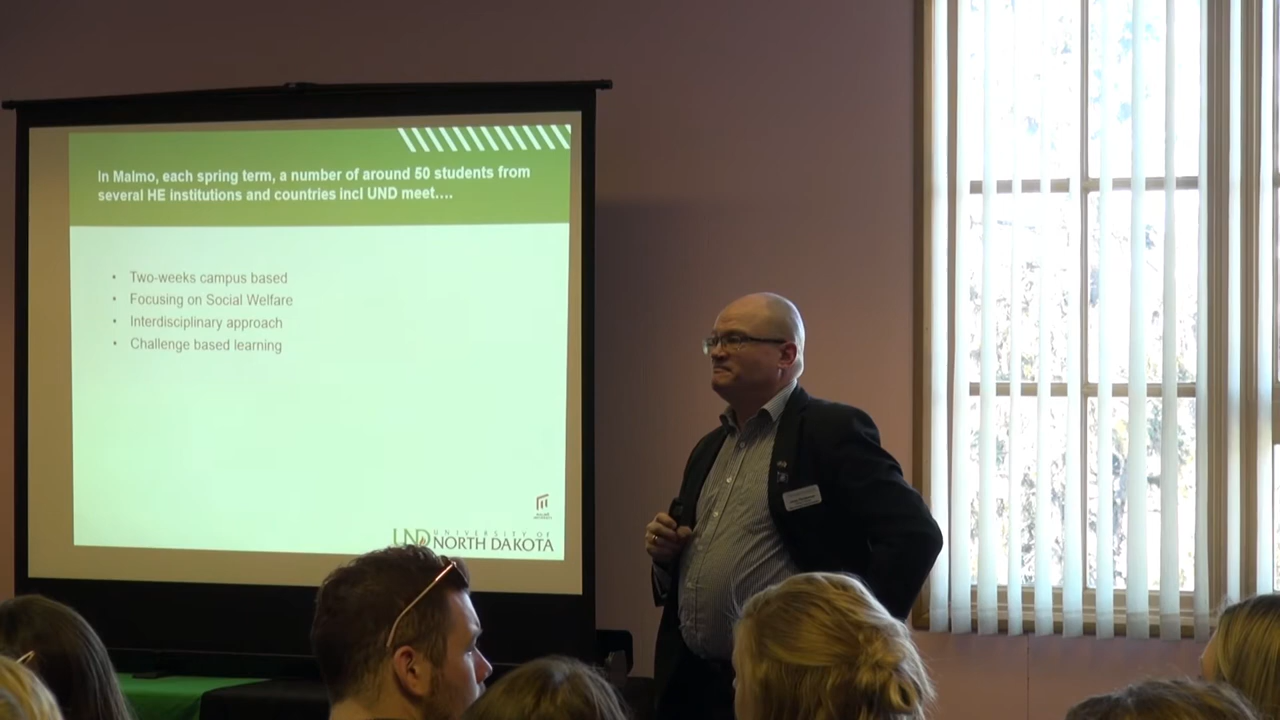 In Malmo, each spring term, a number of around 50 students from
several HE institutions and countries incl UND meet....
• Two-weeks campus based
• Focusing on Social Welfare
• Interdisciplinary approach
• Challenge based learning
UND UNIVERSITY OF
NORTH DAKOTA